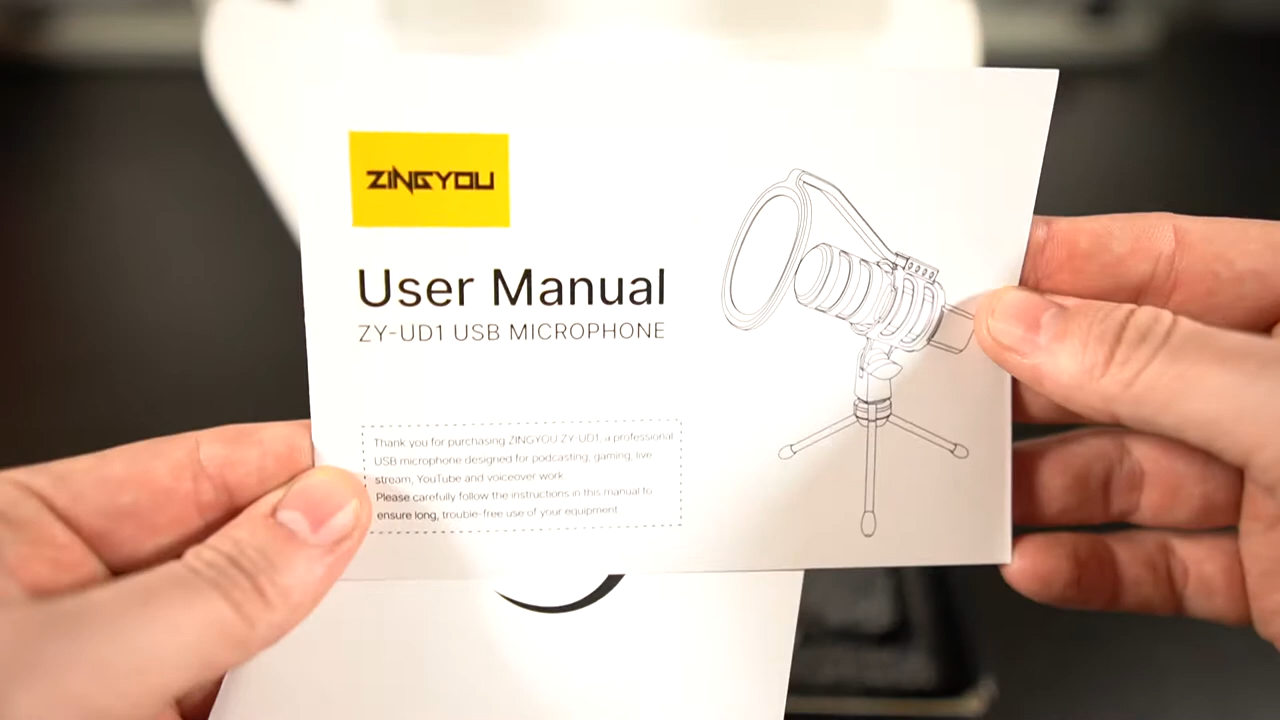 ZINGYOU
User Manual
ZY-UD1 USB MICROPHONE
Thank you for purchasing ZINGYOU ZY-UD1, a professional
USB microphone designed for podcasting, gaming, live
stream, YouTube and voiceover work
Please carefully follow the instructions in this manual to
ensure long, trouble-free use of your equipment